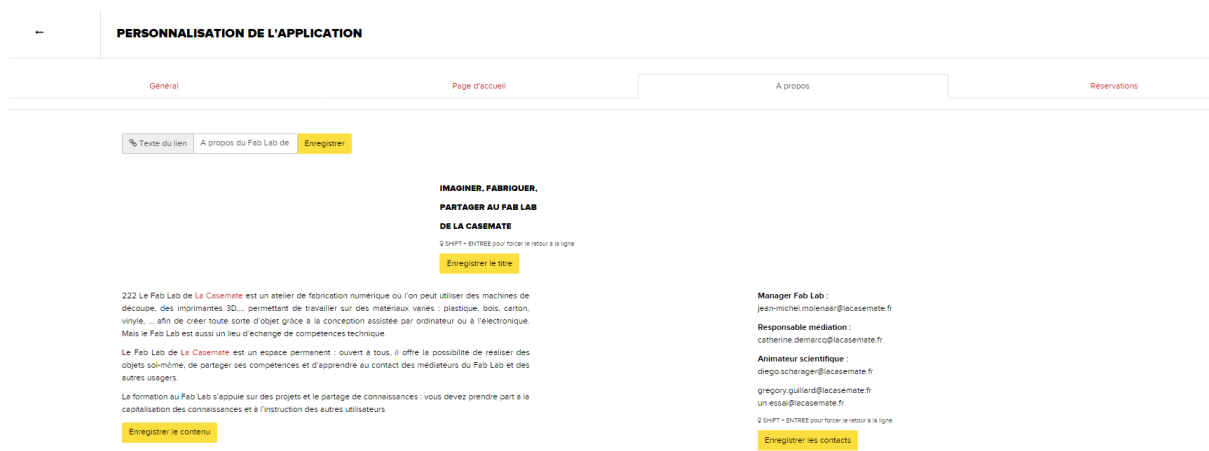 ←
PERSONNALISATION DE L'APPLICATION
Général
Page d'accueil
A propos
Réservations
Texte du lien
A propos du Fab Lab de
Enregistrer
IMAGINER, FABRIQUER,
PARTAGER AU FAB LAB
DE LA CASEMATE
SHIFT + ENTREE pour forcer le retour à la ligne
Enregistrer le titre
222 Le Fab Lab de La Casemate est un atelier de fabrication numérique où l'on peut utiliser des machines de
découpe, des imprimantes 3D,... permettant de travailler sur des matériaux variés : plastique, bois, carton,
vinyle, ... afin de créer toute sorte d'objet grâce à la conception assistée par ordinateur ou à l'électronique.
Mais le Fab Lab est aussi un lieu d'échange de compétences technique.
Le Fab Lab de La Casemate est un espace permanent : ouvert à tous, il offre la possibilité de réaliser des
objets soi-même, de partager ses compétences et d'apprendre au contact des médiateurs du Fab Lab et des
autres usagers.
La formation au Fab Lab s'appuie sur des projets et le partage de connaissances : vous devez prendre part à la
capitalisation des connaissances et à l'instruction des autres utilisateurs
Enregistrer le contenu
Manager Fab Lab :
jean-michel.molenaar@lacasemate.fr
Responsable médiation :
catherine.demarcq@lacasemate.fr
Animateur scientifique :
diego.scharager@lacasemate.fr
gregory.guillard@lacasemate.fr
un essai@lacasemate.fr
SHIFT + ENTREE pour forcer le retour à la ligne
Enregistrer les contacts